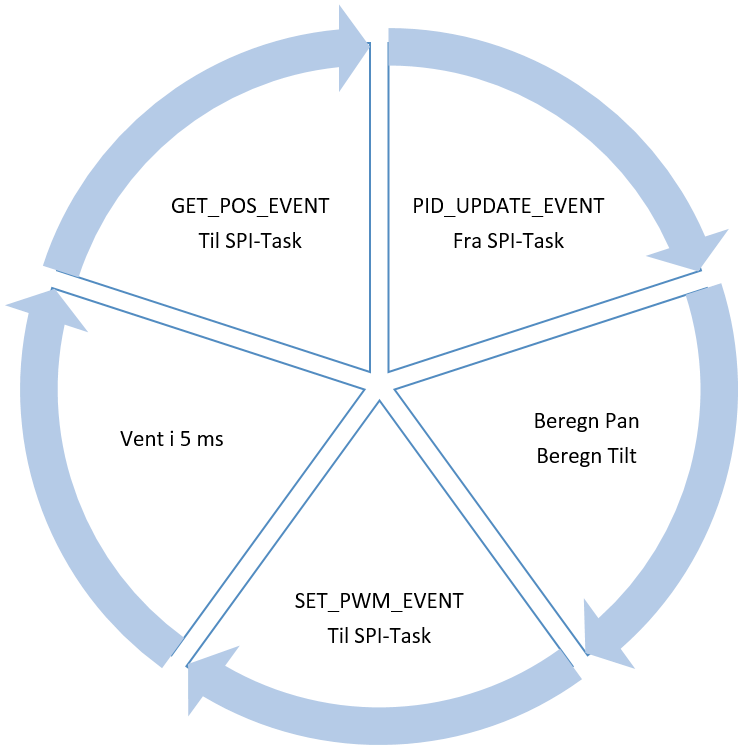 GET_POS_EVENT
Til SPI-Task
PID_UPDATE_EVENT
Fra SPI-Task
Beregn Pan
Beregn Tilt
SET_PWM_EVENT
Til SPI-Task
Vent i 5 ms